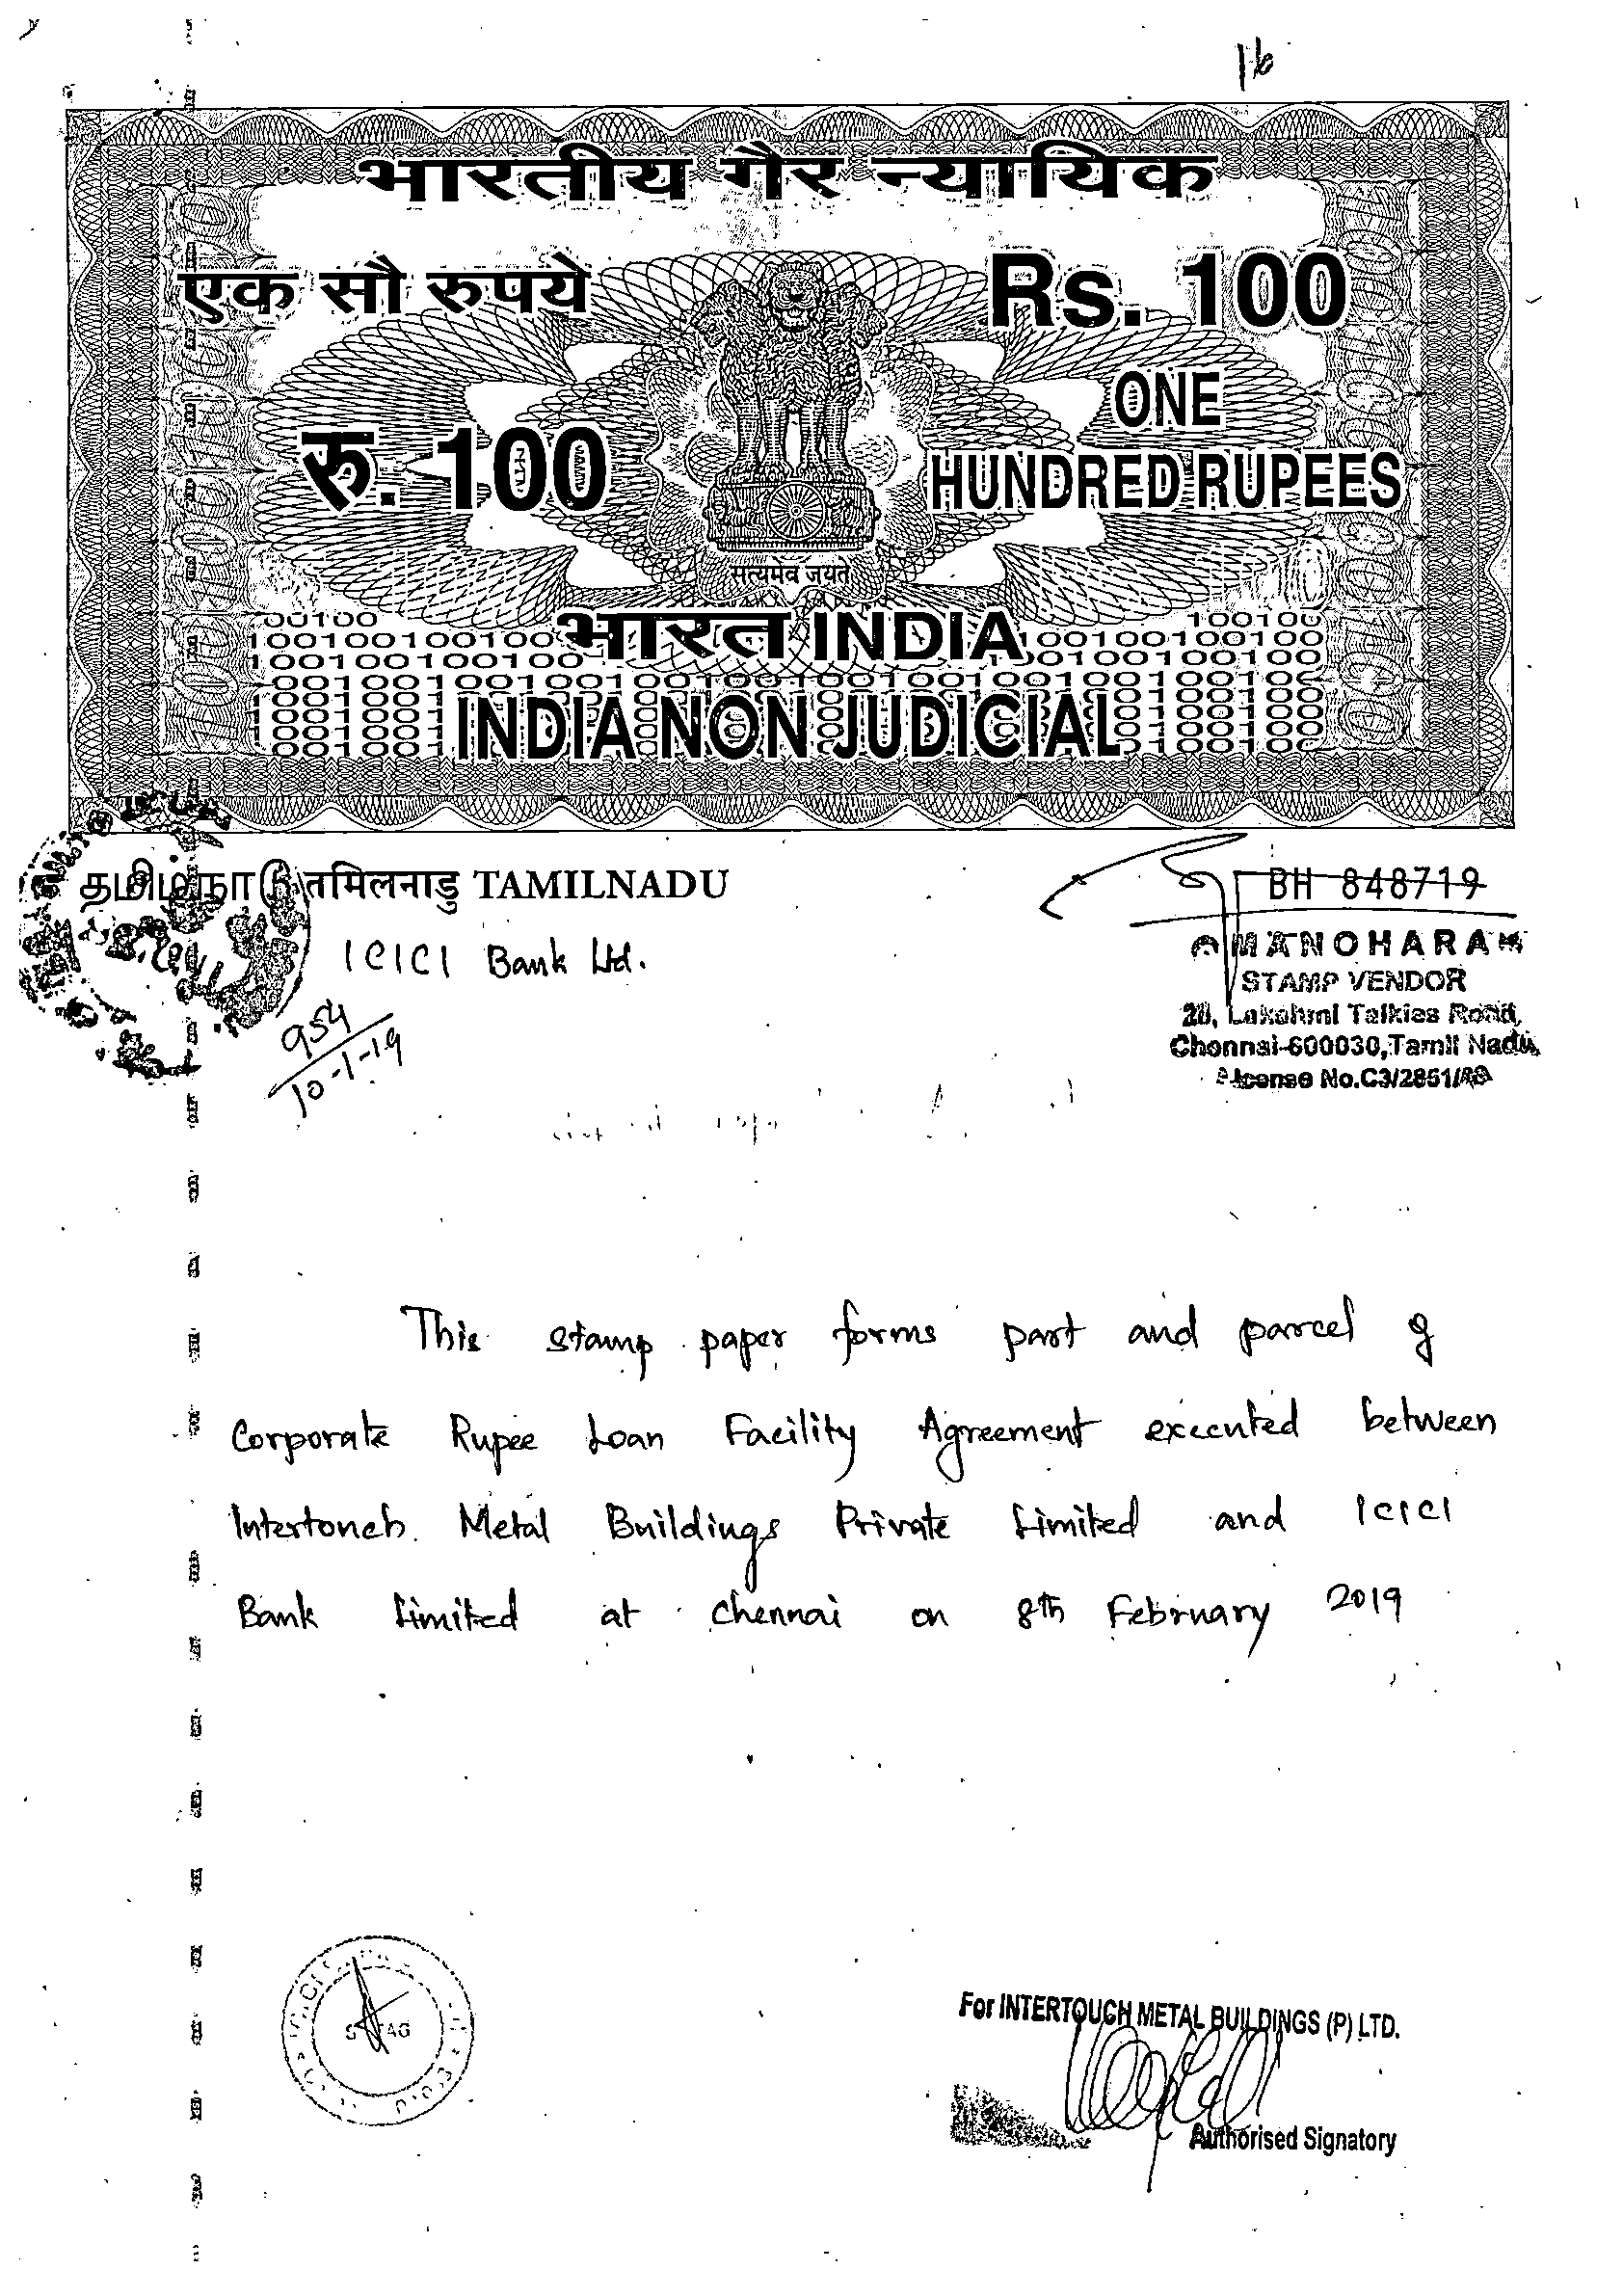 16
भारतीय गैर न्यायिक
एक सौ रुपये
Rs. 100
रु. 100
ONE
HUNDRED RUPEES
सत्यमेव जयते
भारत INDIA
INDIA NON JUDICIAL
தமிழ்நாடு तमिलनाडु TAMILNADU
BH 848719
ICICI Bank Ltd.
954
10-1-19
MANOHARAN
STAMP VENDOR
20, Lakshmi Talkies Road,
Chennai-600030, Tamil Nadu
License No.C3/2851/
This stamp paper forms part and parcel of
Corporate Rupee Loan Facility Agreement executed between
Intertouch Metal Buildings Private Limited and ICICI
Bank Limited at Chennai on 8th February 2019
For INTERTOUCH METAL BUILDINGS (P) LTD.
Authorised Signatory